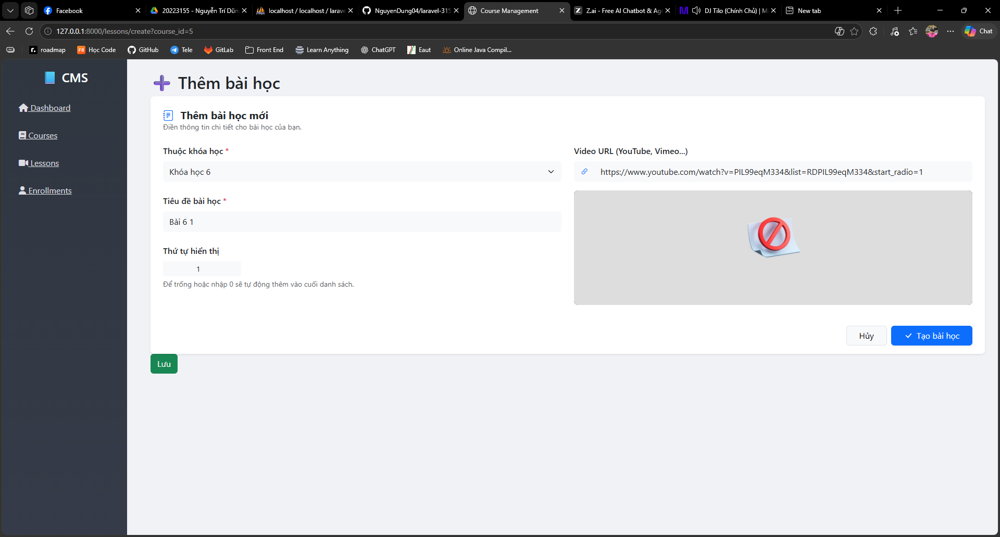 Facebook
20223155 - Nguyễn Trí Dũn
localhost / localhost / larave
NguyenDung04/laravel-315
Course Management
Z.ai - Free AI Chatbot & Age
DJ Tilo (Chính Chủ) | Mi
New tab
127.0.0.1:8000/lessons/create?course_id=5
Chat
roadmap
F8 Học Code
GitHub
Tele
GitLab
Front End
Learn Anything
ChatGPT
Eaut
Online Java Compil...
CMS
Dashboard
Courses
Lessons
Enrollments
Thêm bài học
Thêm bài học mới
Điền thông tin chi tiết cho bài học của bạn.
Thuộc khóa học *
Khóa học 6
Tiêu đề bài học *
Bài 6 1
Thứ tự hiển thị
1
Để trống hoặc nhập 0 sẽ tự động thêm vào cuối danh sách.
Video URL (YouTube, Vimeo...)
https://www.youtube.com/watch?v=PIL99eqM334&list=RDPIL99eqM334&start_radio=1
Hủy
Tạo bài học
Lưu